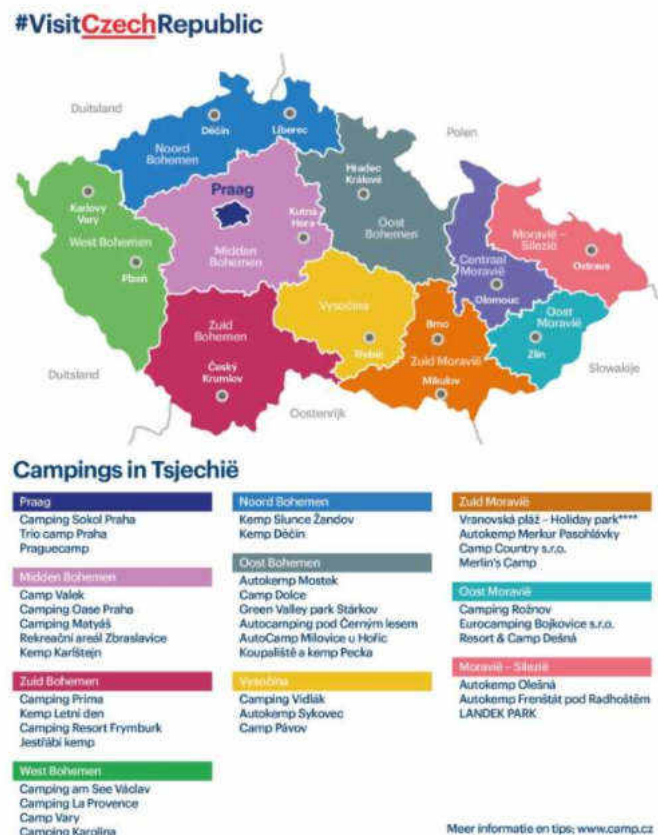 #VisitCzechRepublic
Duitsland
Polen
Děčín
Liberec
Noord
Bohemen
Praag
Hradec
Králové
Karlovy
Vary
West Bohemen
Plzeň
Kutná
Hora
Midden
Bohemen
Oost
Bohemen
Centraal
Moravië
Olomouc
Moravië –
Silezië
Ostrava
Vysočina
Zuid
Bohemen
Český
Krumlov
Brno
Zuid Moravië
Mikulov
Oost
Moravië
Zlín
Duitsland
Oostenrijk
Slowakije
Campings in Tsjechië
Praag
Camping Sokol Praha
Trio camp Praha
Praguecamp
Midden Bohemen
Camp Valek
Camping Oase Praha
Camping Matyáš
Rekreační areál Zbraslavice
Kemp Karlštejn
Zuid Bohemen
Camping Prima
Kemp Letní den
Camping Resort Frymburk
Jestřábí kemp
West Bohemen
Camping am See Václav
Camping La Provence
Camp Vary
Camping Karolina
Noord Bohemen
Kemp Slunce Žandov
Kemp Děčín
Oost Bohemen
Autokemp Mostek
Camp Dolce
Green Valley park Stárkov
Autocamping pod Černým lesem
AutoCamp Milovice u Hořic
Koupaliště a kemp Pecka
Vysočina
Camping Vidlák
Autokemp Sykovec
Camp Pávov
Zuid Moravië
Vranovská pláž – Holiday park****
Autokemp Merkur Pasohlávky
Camp Country s.r.o.
Merlin's Camp
Oost Moravië
Camping Rožnov
Eurocamping Bojkovice s.r.o.
Resort & Camp Dešná
Moravië – Silezië
Autokemp Olešná
Autokemp Frenštát pod Radhoštěm
LANDEK PARK
Meer informatie en tips: www.camp.cz